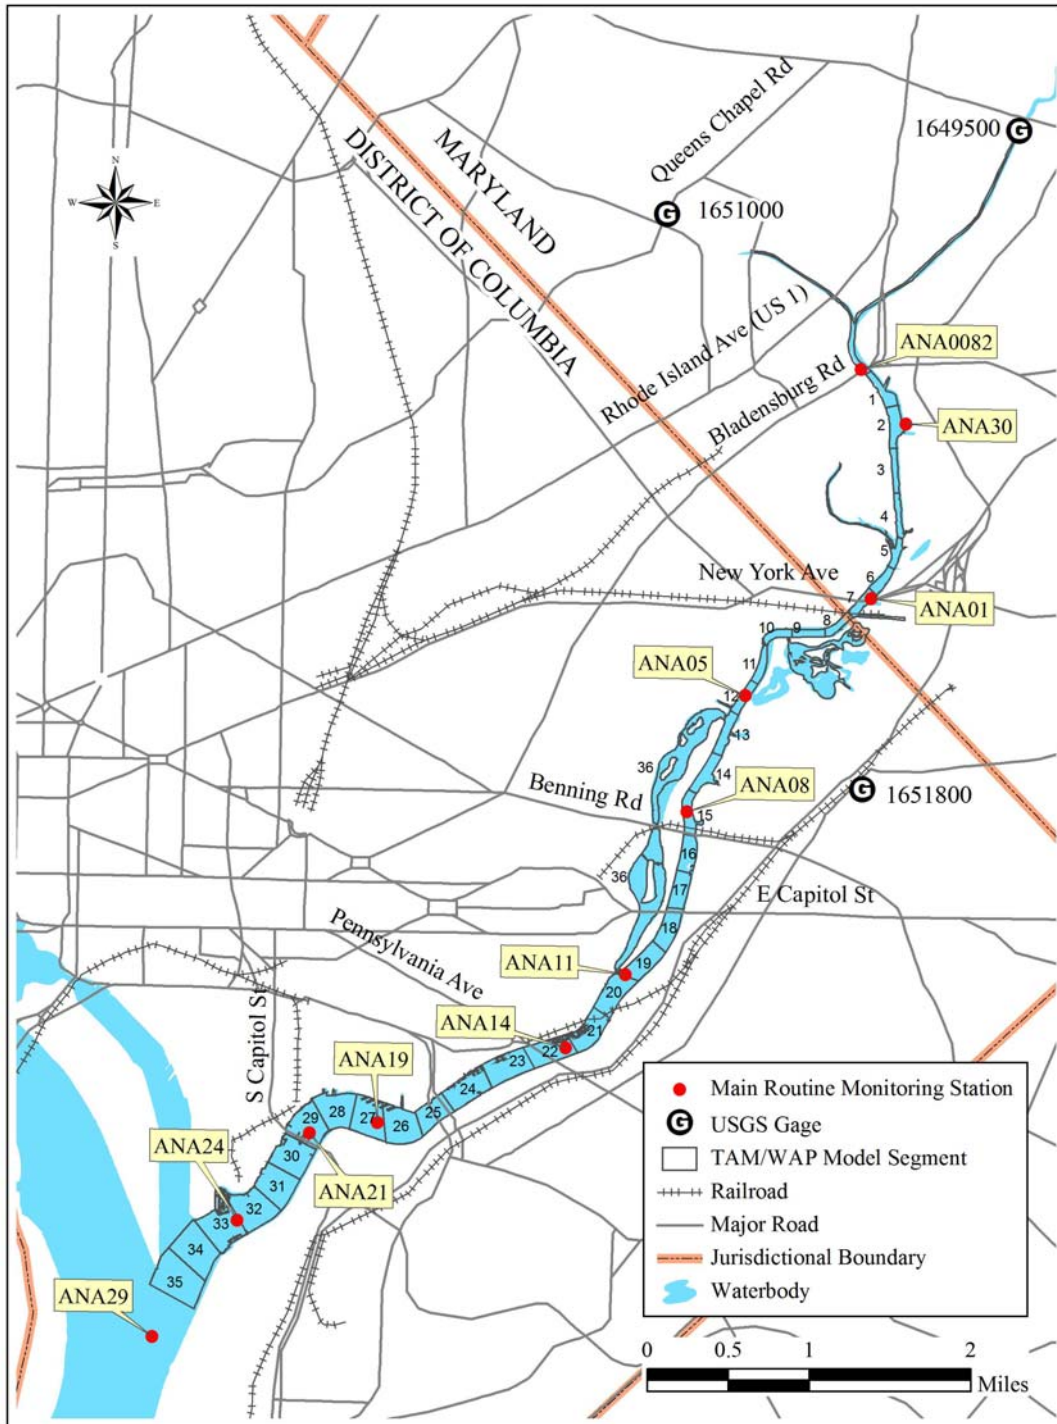 N
W
E
S
MARYLAND
DISTRICT OF COLUMBIA
Queens Chapel Rd
1649500
G
1651000
G
Rhode Island Ave (US 1)
Bladensburg Rd
ANA0082
1
ANA30
2
3
4
5
New York Ave
6
7
ANA01
8
9
10
11
ANA05
12
13
36
14
Benning Rd
ANA08
15
G
1651800
16
36
17
E Capitol St
18
Pennsylvania Ave
ANA11
19
20
S Capitol St
ANA14
21
22
23
ANA19
24
25
26
27
28
29
ANA24
30
ANA21
31
32
33
34
35
ANA29
Main Routine Monitoring Station
G
USGS Gage
TAM/WAP Model Segment
Railroad
Major Road
Jurisdictional Boundary
Waterbody
0
0.5
1
2
Miles